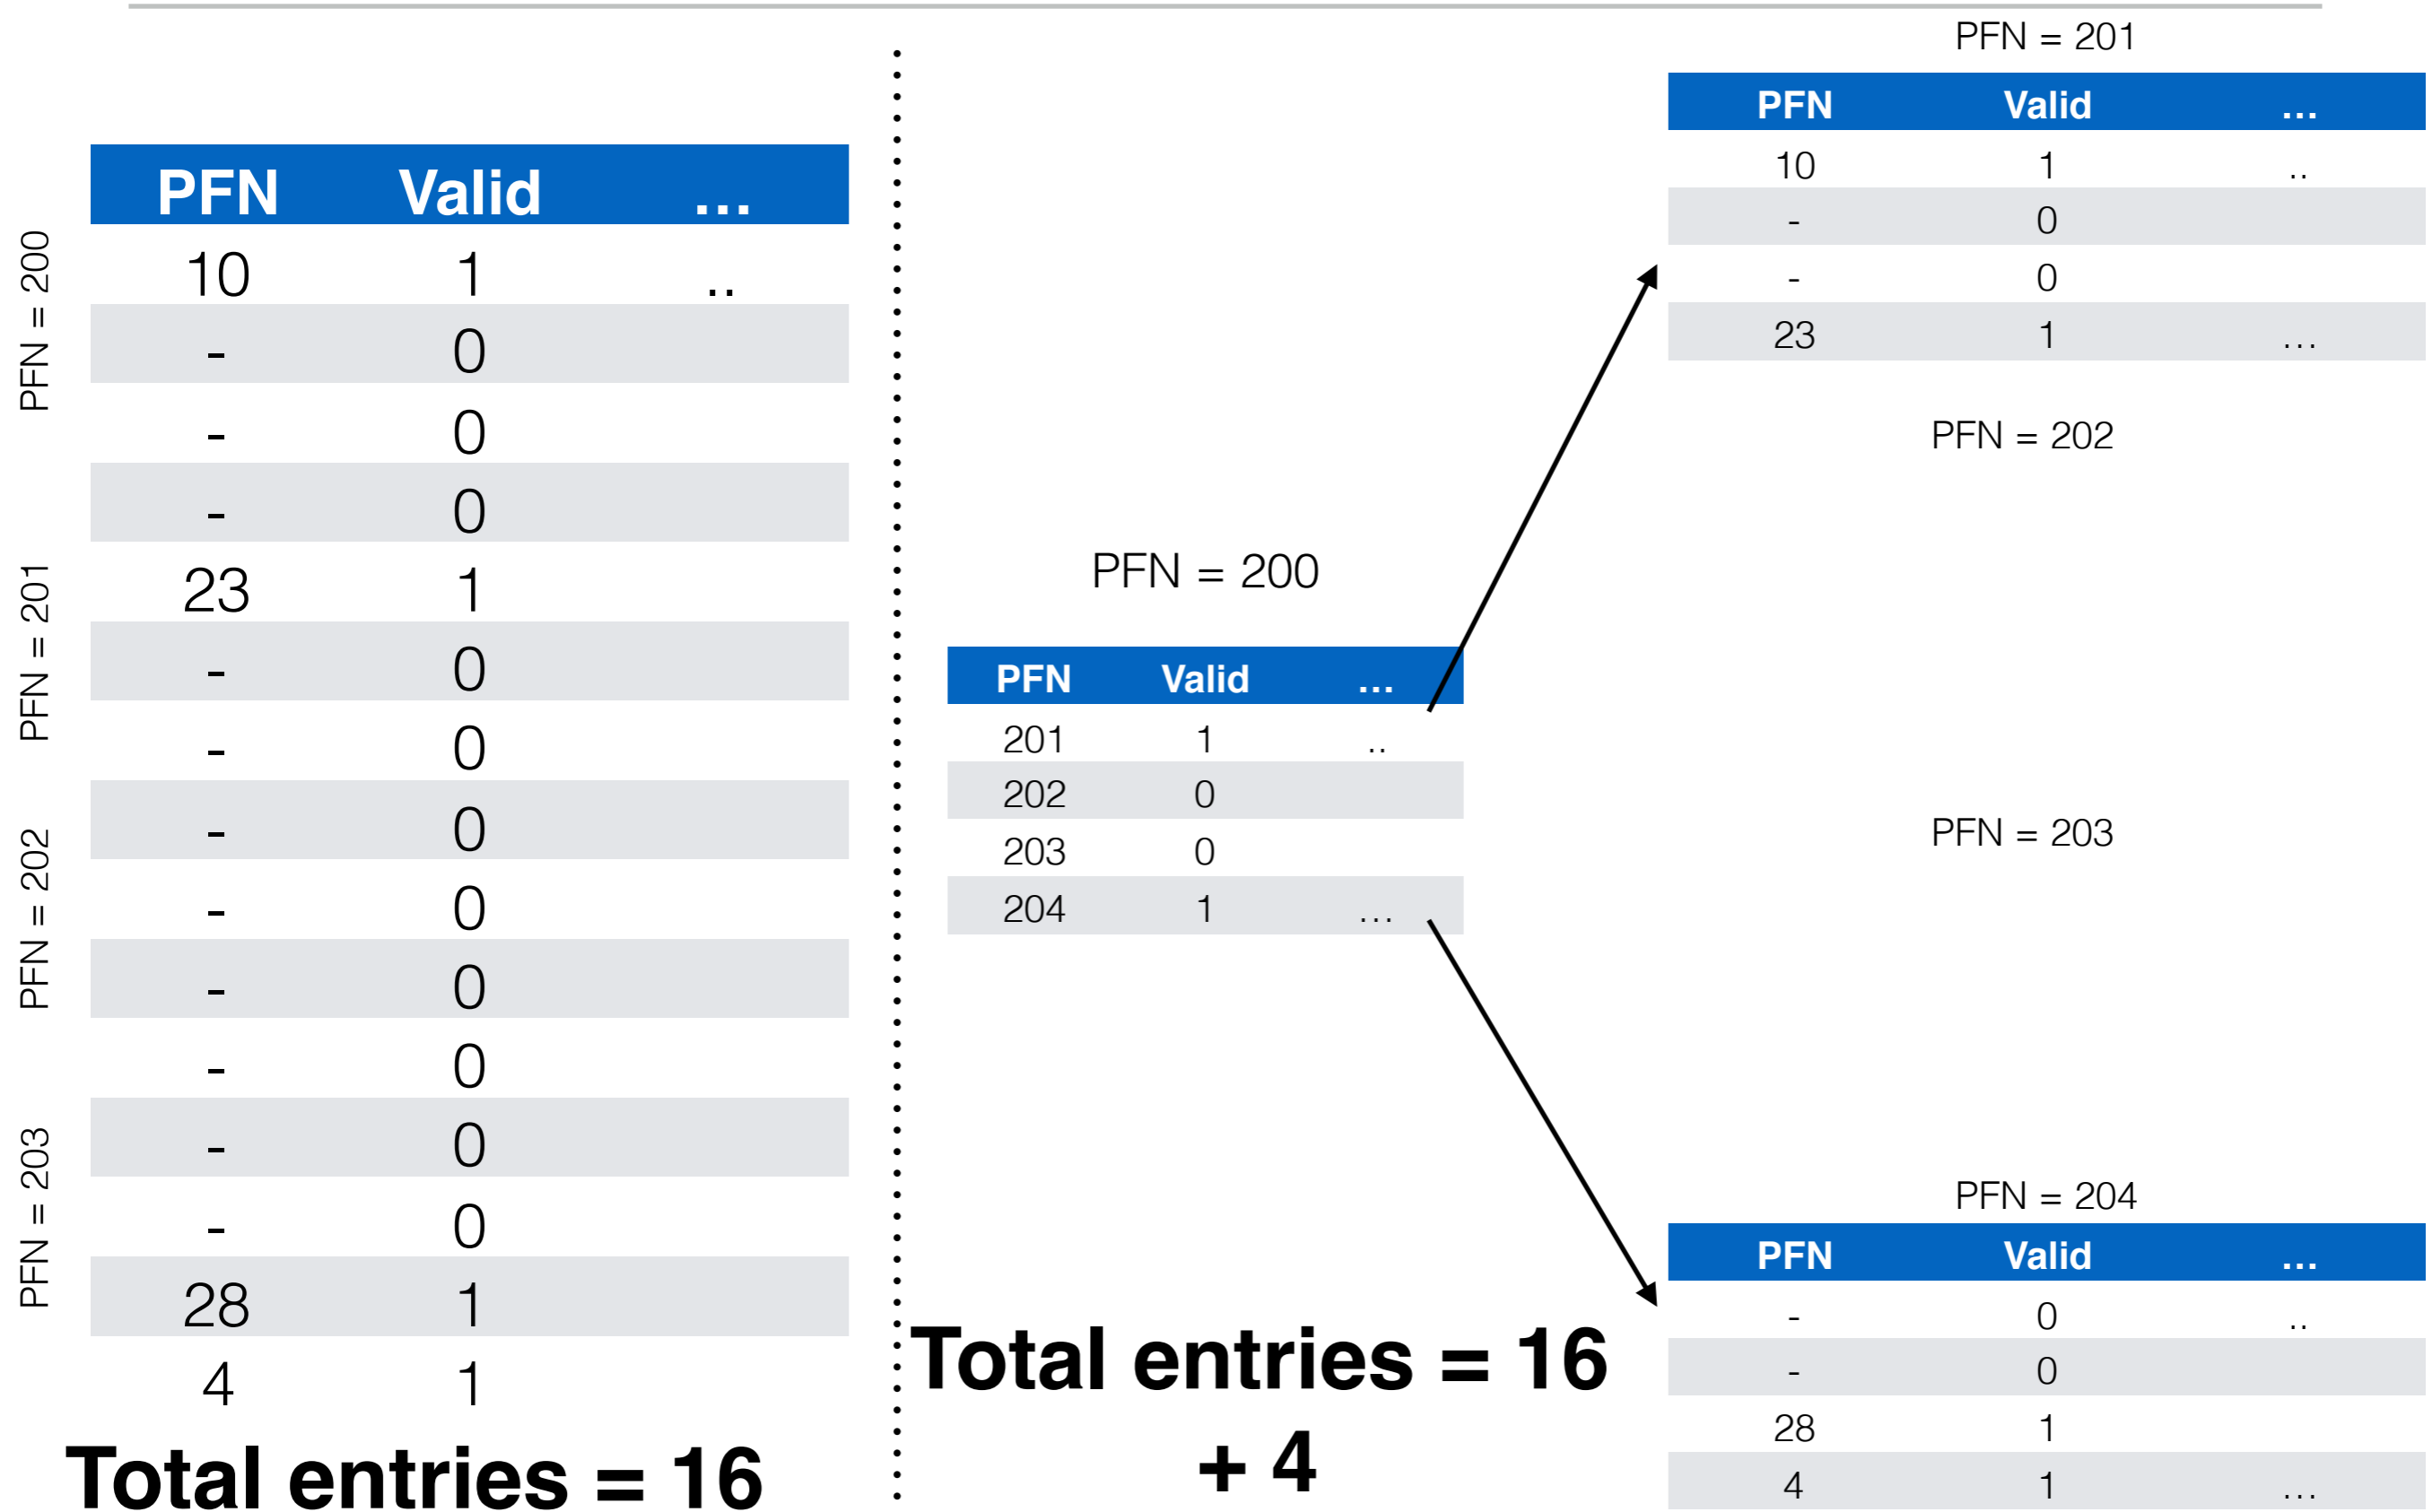 PFN Valid ...
10 1 ..
- 0
- 0
- 0
23 1
- 0
- 0
- 0
- 0
- 0
- 0
- 0
- 0
28 1
4 1
PFN = 200
PFN = 201
PFN = 202
PFN = 203
Total entries = 16
PFN = 200
PFN Valid ...
201 1 ..
202 0
203 0
204 1 ...
Total entries = 16
+ 4
PFN = 201
PFN Valid ...
10 1 ..
- 0
- 0
23 1 ...
PFN = 202
PFN = 203
PFN = 204
PFN Valid ...
- 0 ..
- 0
28 1
4 1 ...